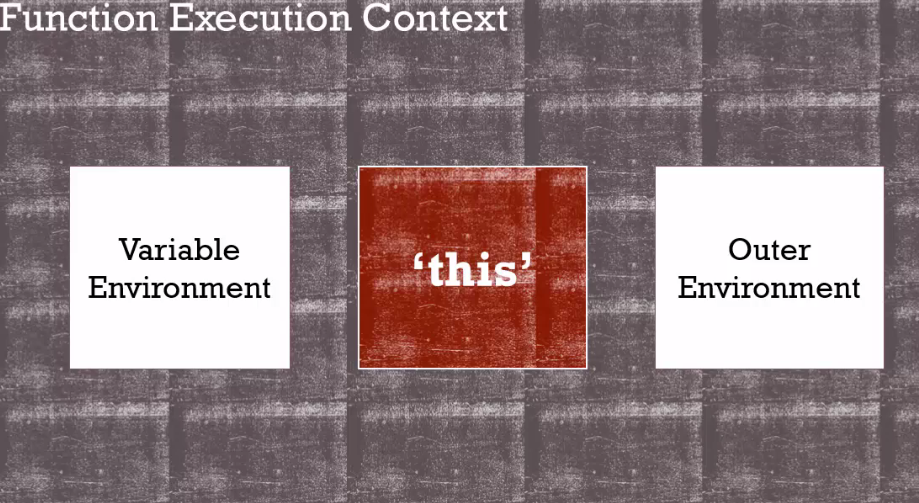 Function Execution Context
Variable
Environment
‘this’
Outer
Environment